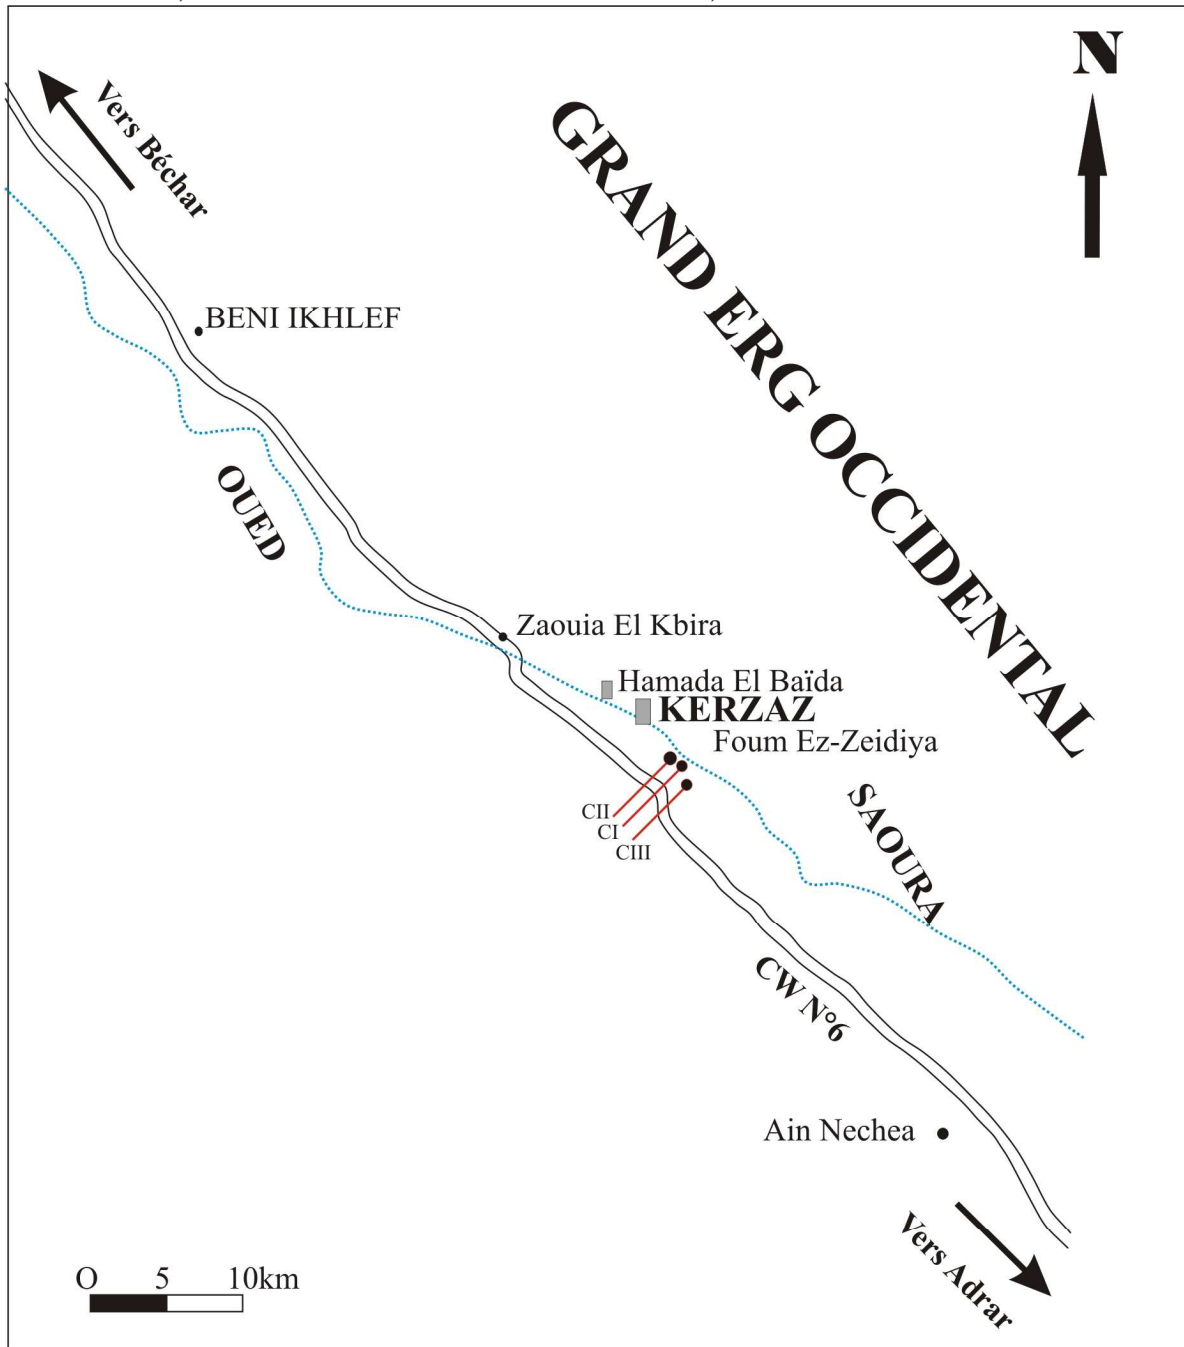 N
Vers Béchar
GRAND ERG OCCIDENTAL
BENI IKHLEF
OUED
Zaouia El Kbira
Hamada El Baïda
KERZAZ
Foum Ez-Zeidiya
CII
CI
CIII
SAOURA
CW N°6
Ain Nechea
Vers Adrar
O 5 10km